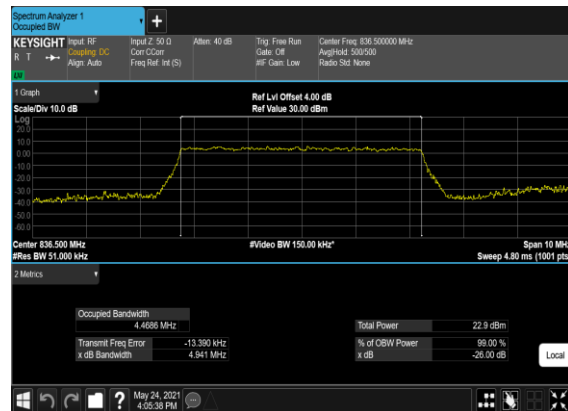 Spectrum Analyzer 1
Occupied BW
+
KEYSIGHT Input: RF Input Z: 50 Ω Atten: 40 dB Trig: Free Run Center Freq: 836.500000 MHz
R T Coupling: DC Corr CCorr Gate: Off Avg|Hold: 500/500
Align: Auto Freq Ref: Int (S) #IF Gain: Low Radio Std: None
1 Graph
Ref Lvl Offset 4.00 dB
Scale/Div 10.0 dB Ref Value 30.00 dBm
Log
20.0
10.0
0.00
-10.0
-20.0
-30.0
-40.0
-50.0
-60.0
Center 836.500 MHz #Video BW 150.00 kHz* Span 10 MHz
#Res BW 51.000 kHz Sweep 4.80 ms (1001 pts)
2 Metrics
Occupied Bandwidth
4.4686 MHz Total Power 22.9 dBm
Transmit Freq Error -13.390 kHz % of OBW Power 99.00 %
x dB Bandwidth 4.941 MHz x dB -26.00 dB
Local
? May 24, 2021
4:05:38 PM